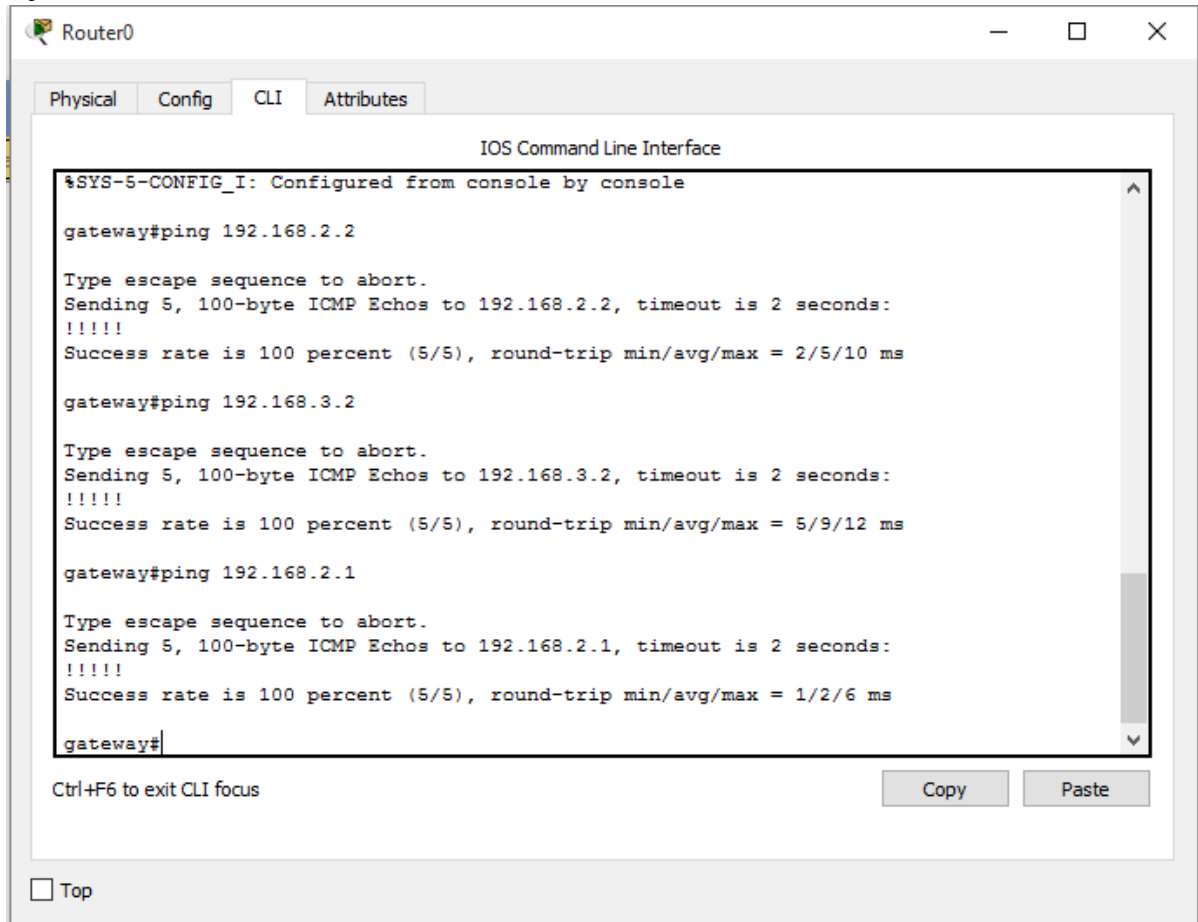 Router0
Physical Config CLI Attributes
IOS Command Line Interface
%SYS-5-CONFIG_I: Configured from console by console
gateway#ping 192.168.2.2
Type escape sequence to abort.
Sending 5, 100-byte ICMP Echos to 192.168.2.2, timeout is 2 seconds:
!!!!!
Success rate is 100 percent (5/5), round-trip min/avg/max = 2/5/10 ms
gateway#ping 192.168.3.2
Type escape sequence to abort.
Sending 5, 100-byte ICMP Echos to 192.168.3.2, timeout is 2 seconds:
!!!!!
Success rate is 100 percent (5/5), round-trip min/avg/max = 5/9/12 ms
gateway#ping 192.168.2.1
Type escape sequence to abort.
Sending 5, 100-byte ICMP Echos to 192.168.2.1, timeout is 2 seconds:
!!!!!
Success rate is 100 percent (5/5), round-trip min/avg/max = 1/2/6 ms
gateway#
Ctrl+F6 to exit CLI focus Copy Paste
Top